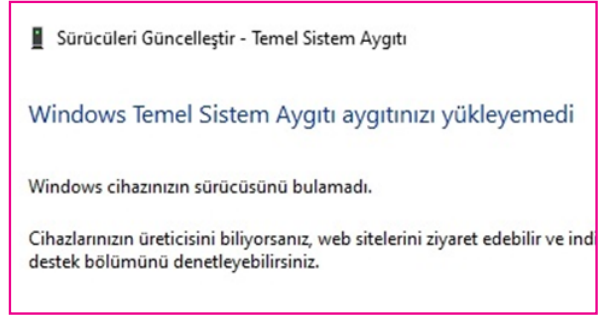 Sürücüleri Güncelleştir - Temel Sistem Aygıtı
Windows Temel Sistem Aygıtı aygıtınızı yükleyemedi
Windows cihazınızın sürücüsünü bulamadı.
Cihazlarınızın üreticisini biliyorsanız, web sitelerini ziyaret edebilir ve indi
destek bölümünü denetleyebilirsiniz.